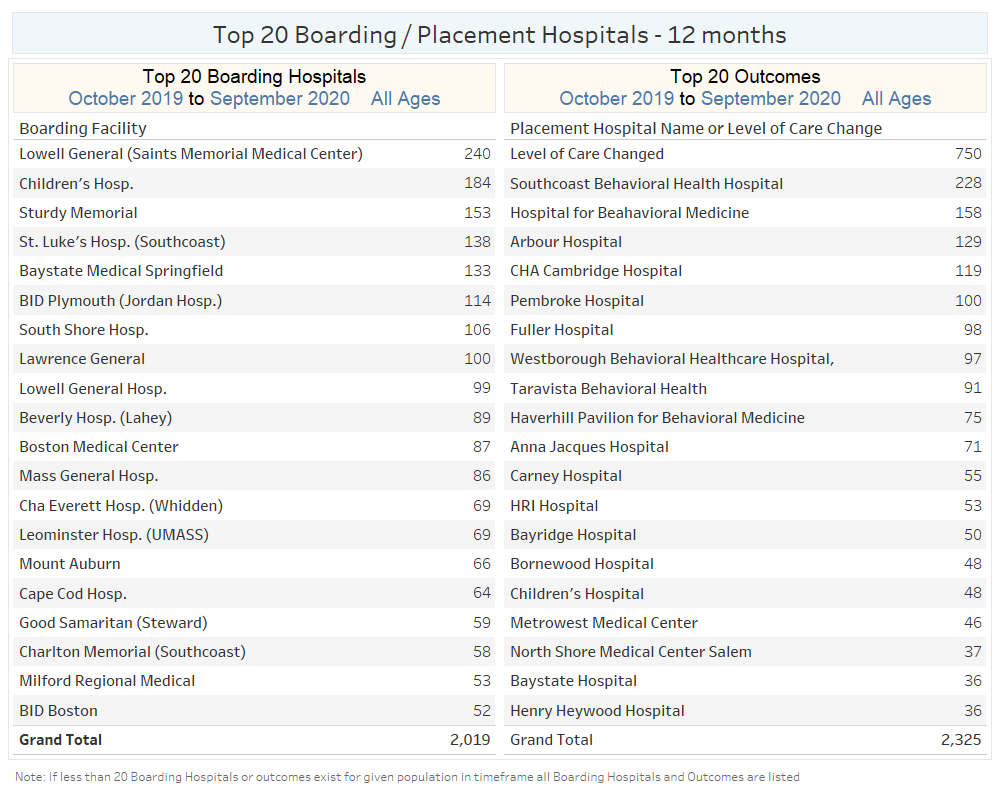 Top 20 Boarding / Placement Hospitals - 12 months
Top 20 Boarding Hospitals
October 2019 to September 2020 All Ages
Boarding Facility
Lowell General (Saints Memorial Medical Center) 240
Children's Hosp. 184
Sturdy Memorial 153
St. Luke's Hosp. (Southcoast) 138
Baystate Medical Springfield 133
BID Plymouth (Jordan Hosp.) 114
South Shore Hosp. 106
Lawrence General 100
Lowell General Hosp. 99
Beverly Hosp. (Lahey) 89
Boston Medical Center 87
Mass General Hosp. 86
Cha Everett Hosp. (Whidden) 69
Leominster Hosp. (UMASS) 69
Mount Auburn 66
Cape Cod Hosp. 64
Good Samaritan (Steward) 59
Charlton Memorial (Southcoast) 58
Milford Regional Medical 53
BID Boston 52
Grand Total 2,019
Top 20 Outcomes
October 2019 to September 2020 All Ages
Placement Hospital Name or Level of Care Change
Level of Care Changed 750
Southcoast Behavioral Health Hospital 228
Hospital for Beahavioral Medicine 158
Arbour Hospital 129
CHA Cambridge Hospital 119
Pembroke Hospital 100
Fuller Hospital 98
Westborough Behavioral Healthcare Hospital, 97
Taravista Behavioral Health 91
Haverhill Pavilion for Behavioral Medicine 75
Anna Jacques Hospital 71
Carney Hospital 55
HRI Hospital 53
Bayridge Hospital 50
Bornewood Hospital 48
Children's Hospital 48
Metrowest Medical Center 46
North Shore Medical Center Salem 37
Baystate Hospital 36
Henry Heywood Hospital 36
Grand Total 2,325
Note: If less than 20 Boarding Hospitals or outcomes exist for given population in timeframe all Boarding Hospitals and Outcomes are listed